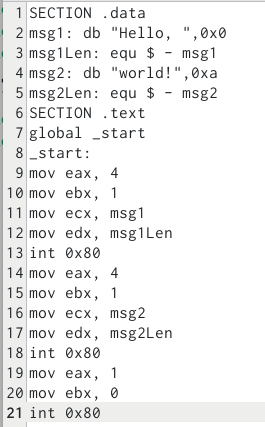 1 SECTION .data
2 msg1: db "Hello, ",0x0
3 msg1Len: equ $ - msg1
4 msg2: db "world!",0xa
5 msg2Len: equ $ - msg2
6 SECTION .text
7 global _start
8 _start:
9 mov eax, 4
10 mov ebx, 1
11 mov ecx, msg1
12 mov edx, msg1Len
13 int 0x80
14 mov eax, 4
15 mov ebx, 1
16 mov ecx, msg2
17 mov edx, msg2Len
18 int 0x80
19 mov eax, 1
20 mov ebx, 0
21 int 0x80